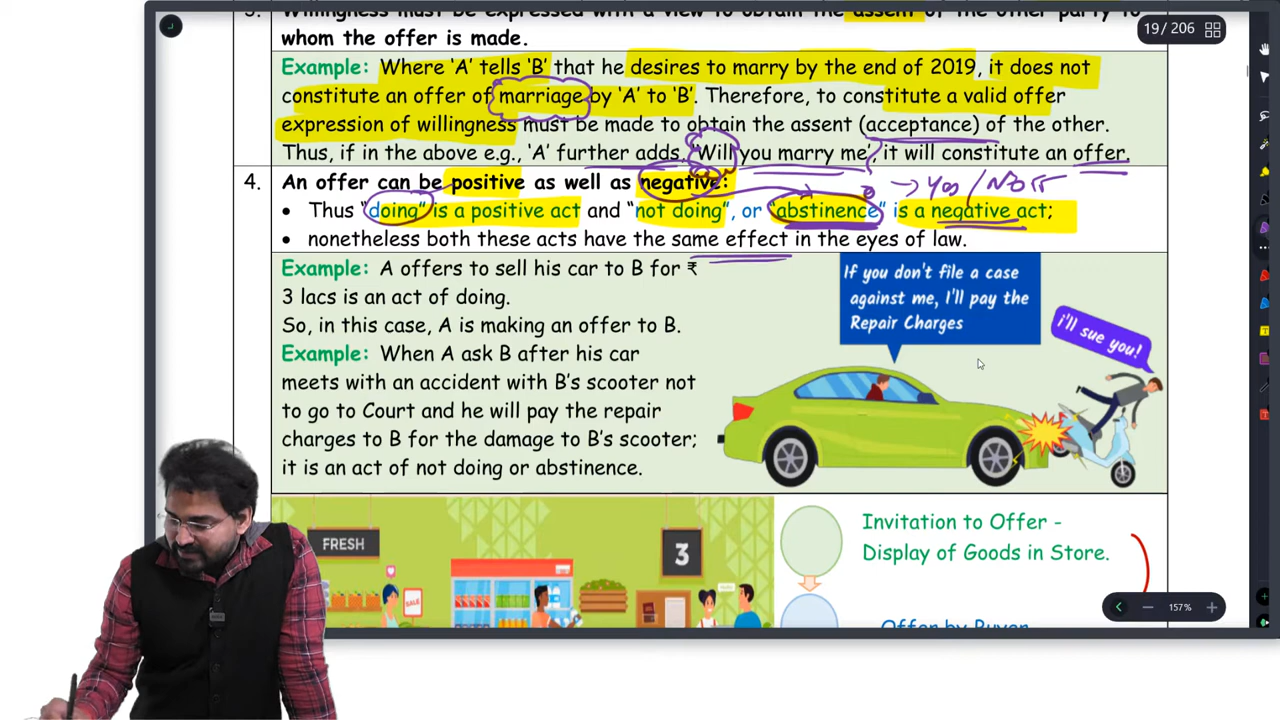 19 / 206
3. Willingness must be expressed with a view to obtain the assent of the other party to
whom the offer is made.
Example: Where ‘A’ tells ‘B’ that he desires to marry by the end of 2019, it does not
constitute an offer of marriage by ‘A’ to ‘B’. Therefore, to constitute a valid offer
expression of willingness must be made to obtain the assent (acceptance) of the other.
Thus, if in the above e.g., ‘A’ further adds, ‘Will you marry me’, it will constitute an offer.
4. An offer can be positive as well as negative:
→ Yes / No
• Thus “doing” is a positive act and “not doing”, or “abstinence” is a negative act;
• nonetheless both these acts have the same effect in the eyes of law.
Example: A offers to sell his car to B for ₹
3 lacs is an act of doing.
So, in this case, A is making an offer to B.
Example: When A ask B after his car
meets with an accident with B’s scooter not
to go to Court and he will pay the repair
charges to B for the damage to B’s scooter;
it is an act of not doing or abstinence.
If you don't file a case
against me, I'll pay the
Repair Charges
i'll sue you!
FRESH
SALE
3
Invitation to Offer -
Display of Goods in Store.
Offer by Buyer
157%